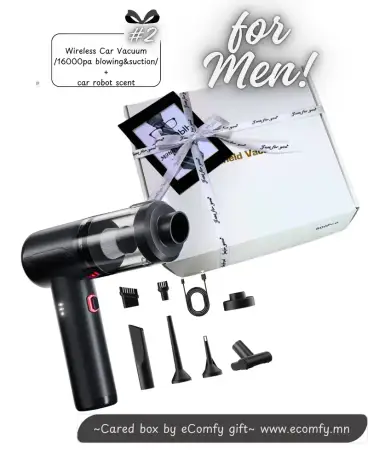 for
Men!
#2
Wireless Car Vacuum
/16000pa blowing&suction/
+
car robot scent
~Cared box by eComfy gift~ www.ecomfy.mn